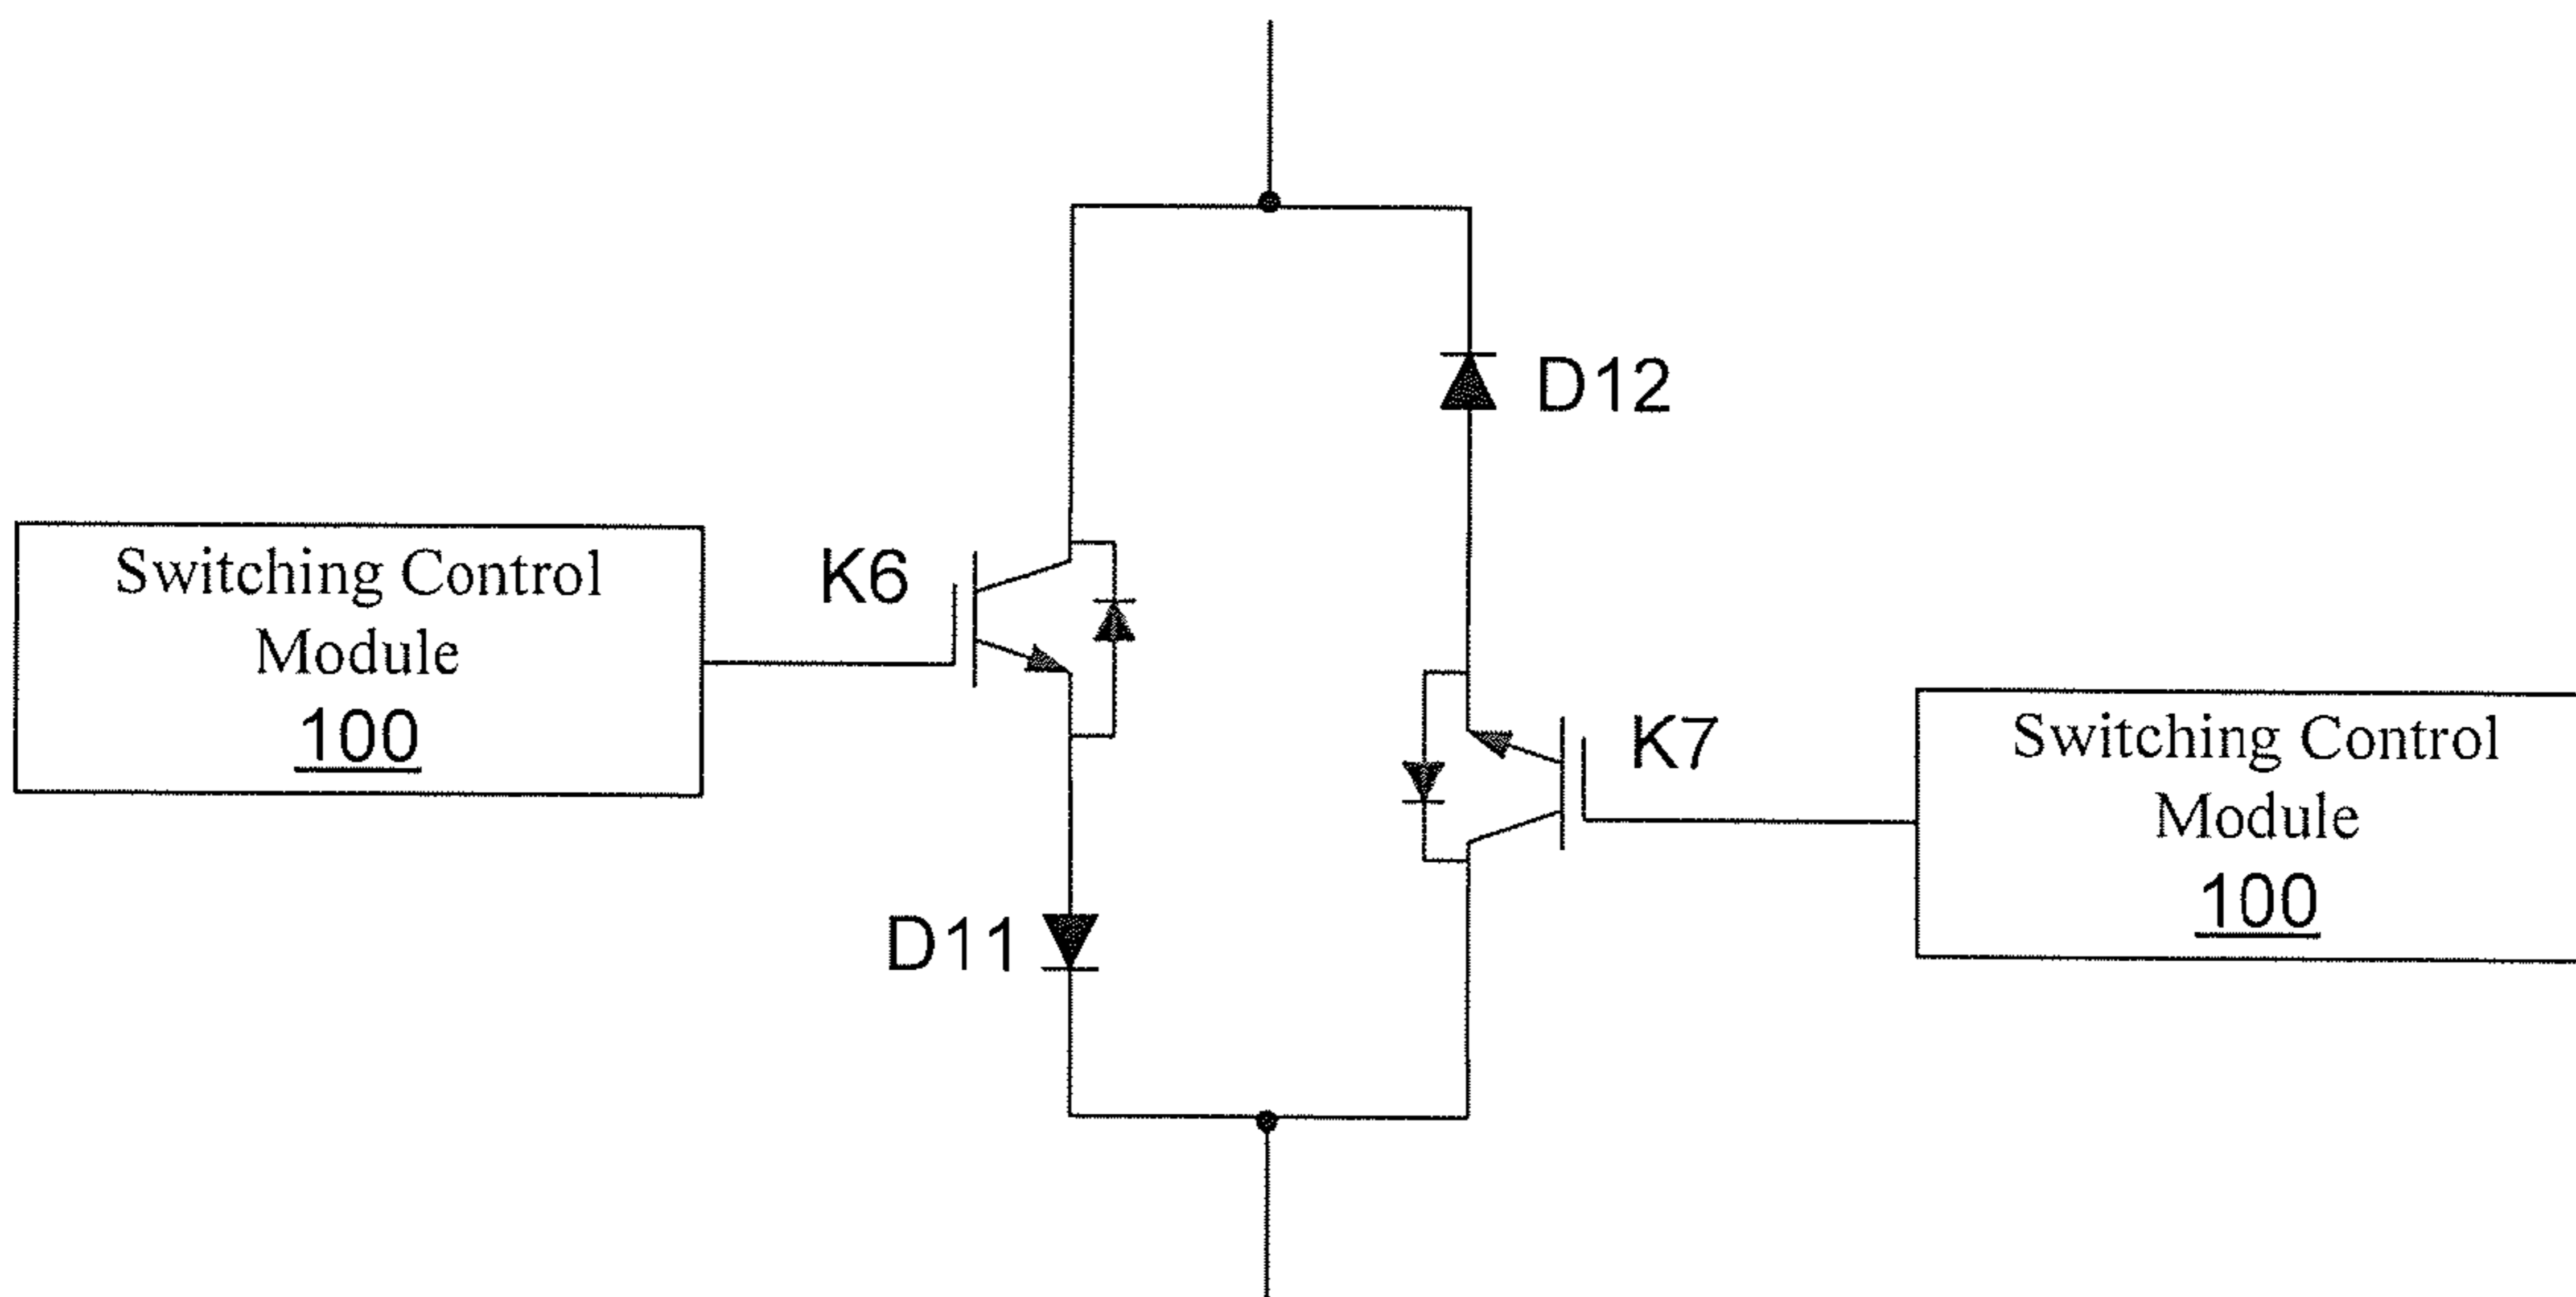 D12
Switching Control
Module
100
K6
K7
Switching Control
Module
100
D11